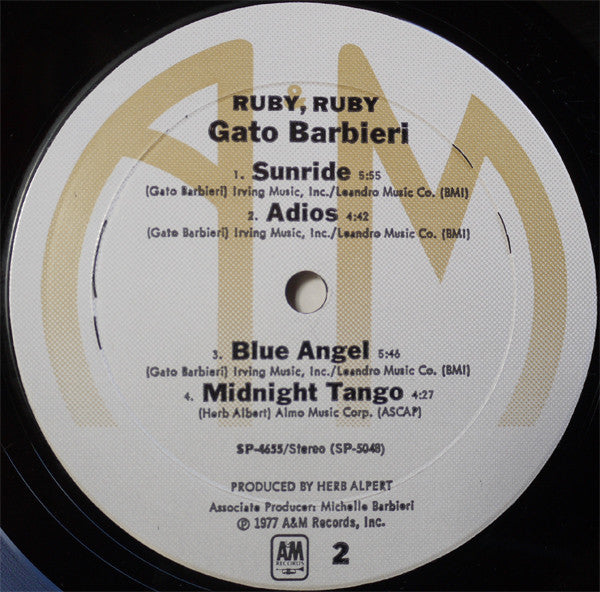 RUBY, RUBY
Gato Barbieri
1. Sunride 5:55
(Gato Barbieri) Irving Music, Inc./Leandro Music Co. (BMI)
2. Adios 4:42
(Gato Barbieri) Irving Music, Inc./Leandro Music Co. (BMI)
3. Blue Angel 5:46
(Gato Barbieri) Irving Music, Inc./Leandro Music Co. (BMI)
4. Midnight Tango 4:27
(Herb Albert) Almo Music Corp. (ASCAP)
SP-4655/Stereo (SP-5048)
PRODUCED BY HERB ALPERT
Associate Producer: Michelle Barbieri
℗ 1977 A&M Records, Inc.
A&M RECORDS 2